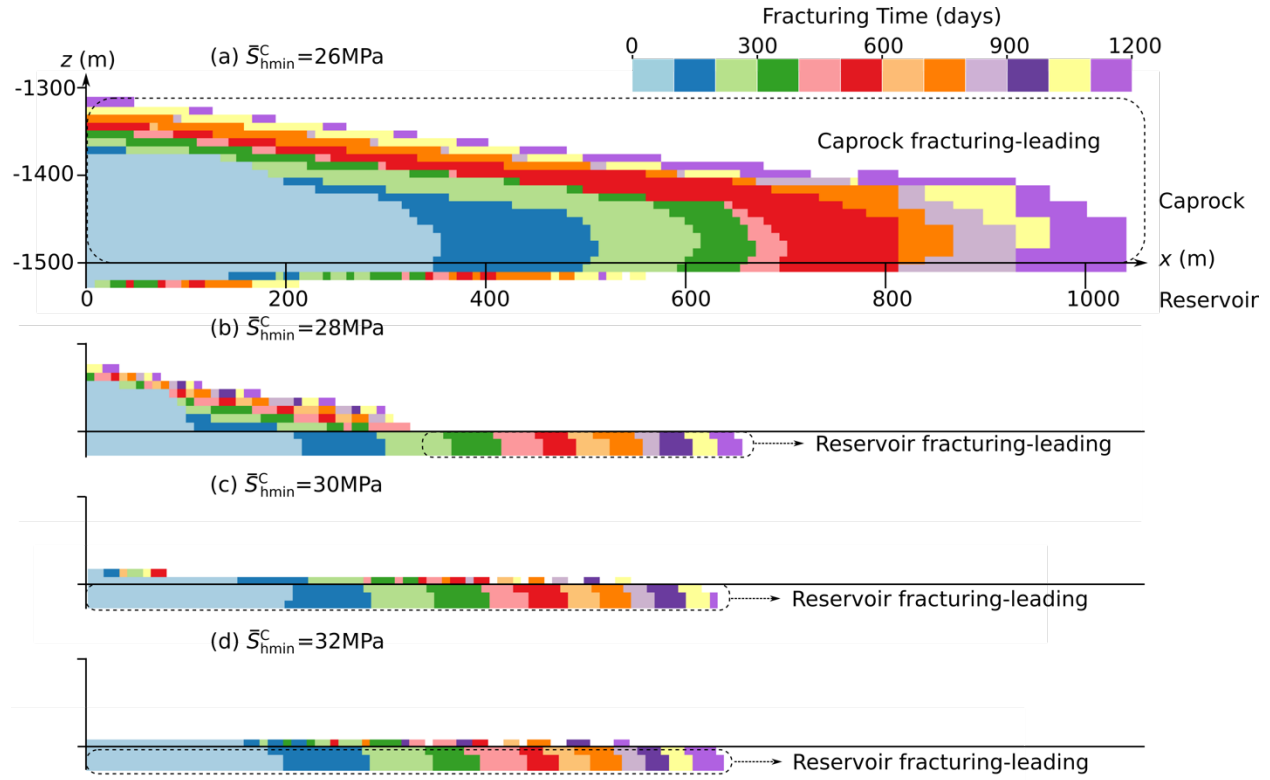 Fracturing Time (days)
0 300 600 900 1200
(a) S̄ᶜₕₘᵢₙ=26MPa
z (m)
-1300
-1400
-1500
Caprock fracturing-leading
Caprock
x (m)
0 200 400 600 800 1000
Reservoir
(b) S̄ᶜₕₘᵢₙ=28MPa
Reservoir fracturing-leading
(c) S̄ᶜₕₘᵢₙ=30MPa
Reservoir fracturing-leading
(d) S̄ᶜₕₘᵢₙ=32MPa
Reservoir fracturing-leading